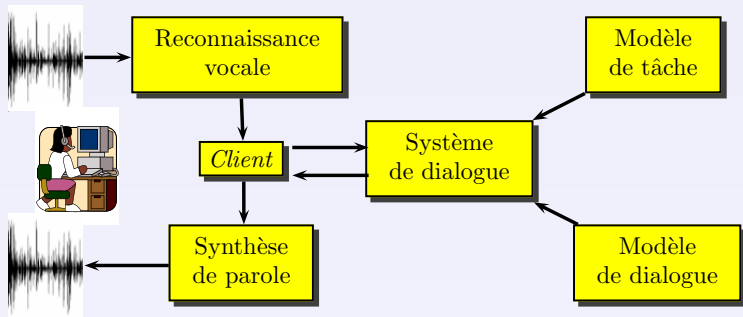 Reconnaissance
vocale
Modèle
de tâche
Client
Système
de dialogue
Synthèse
de parole
Modèle
de dialogue